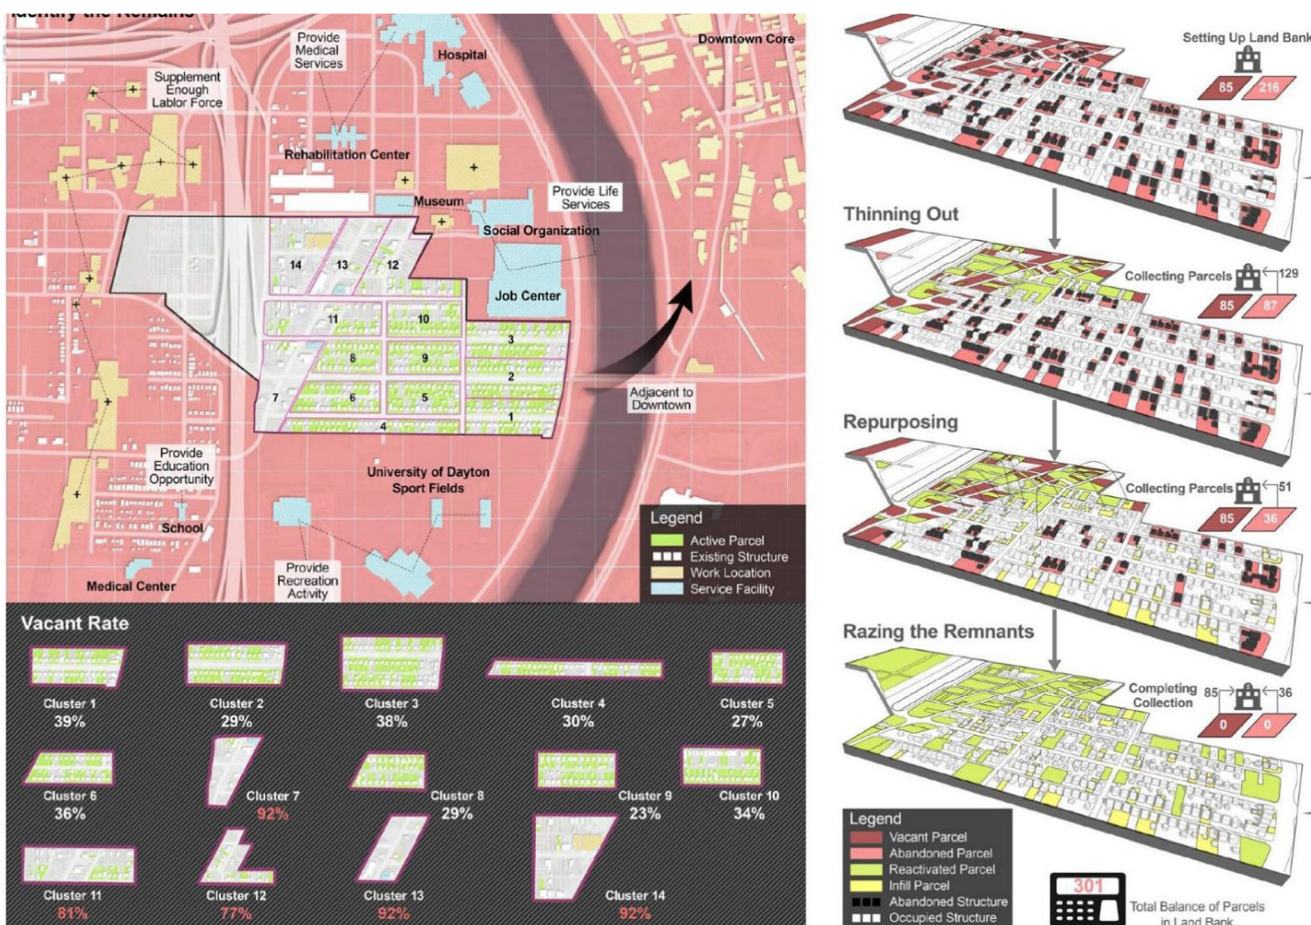 Identify the Remains
Provide
Medical
Services
Hospital
Downtown Core
Supplement
Enough
Lablor Force
Rehabilitation Center
Museum
Provide Life
Services
Social Organization
Job Center
14
13
12
11
10
3
8
9
2
7
6
5
1
4
Adjacent to
Downtown
Provide
Education
Opportunity
School
University of Dayton
Sport Fields
Medical Center
Provide
Recreation
Activity
Legend
Active Parcel
Existing Structure
Work Location
Service Facility
Vacant Rate
Cluster 1
39%
Cluster 2
29%
Cluster 3
38%
Cluster 4
30%
Cluster 5
27%
Cluster 6
36%
Cluster 7
92%
Cluster 8
29%
Cluster 9
23%
Cluster 10
34%
Cluster 11
81%
Cluster 12
77%
Cluster 13
92%
Cluster 14
92%
Setting Up Land Bank
85 216
Thinning Out
Collecting Parcels
129
85 87
Repurposing
Collecting Parcels
51
85 36
Razing the Remnants
Completing
Collection
85 36
0 0
Legend
Vacant Parcel
Abandoned Parcel
Reactivated Parcel
Infill Parcel
Abandoned Structure
Occupied Structure
301
Total Balance of Parcels
in Land Bank